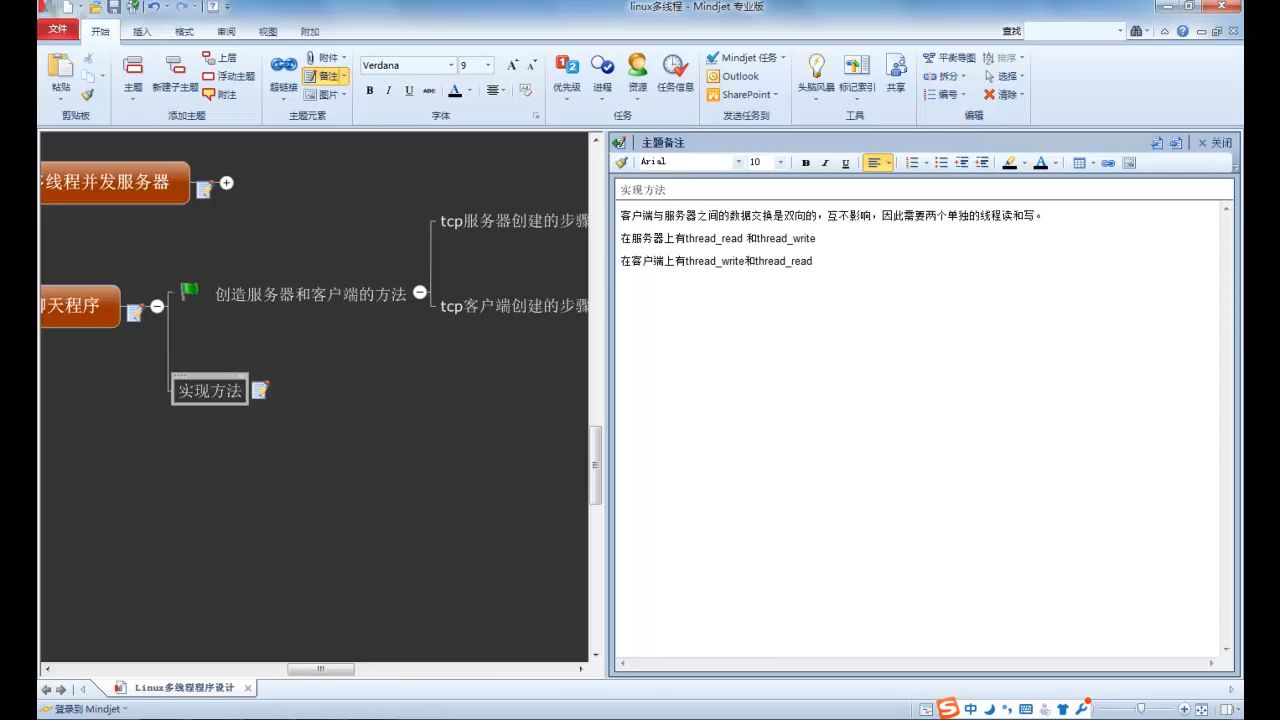 linux多线程 - Mindjet 专业版
文件 开始 插入 格式 审阅 视图 附加 查找
粘贴 主题 新建子主题 上层 浮动主题 附注 超链接 附件 备注 图片
Verdana 9
B I U ABC A
优先级 进程 资源 任务信息 Mindjet 任务 Outlook SharePoint 头脑风暴 标记索引 共享 平衡导图 排序 拆分 选择 编号 清除
剪贴板 添加主题 主题元素 字体 任务 发送任务到 工具 编辑
线程并发服务器
天程序
创造服务器和客户端的方法
tcp服务器创建的步骤
tcp客户端创建的步骤
实现方法
主题备注 关闭
Arial 10 B I U A
实现方法
客户端与服务器之间的数据交换是双向的，互不影响，因此需要两个单独的线程读和写。
在服务器上有thread_read 和thread_write
在客户端上有thread_write和thread_read
Linux多线程程序设计
登录到 Mindjet
中